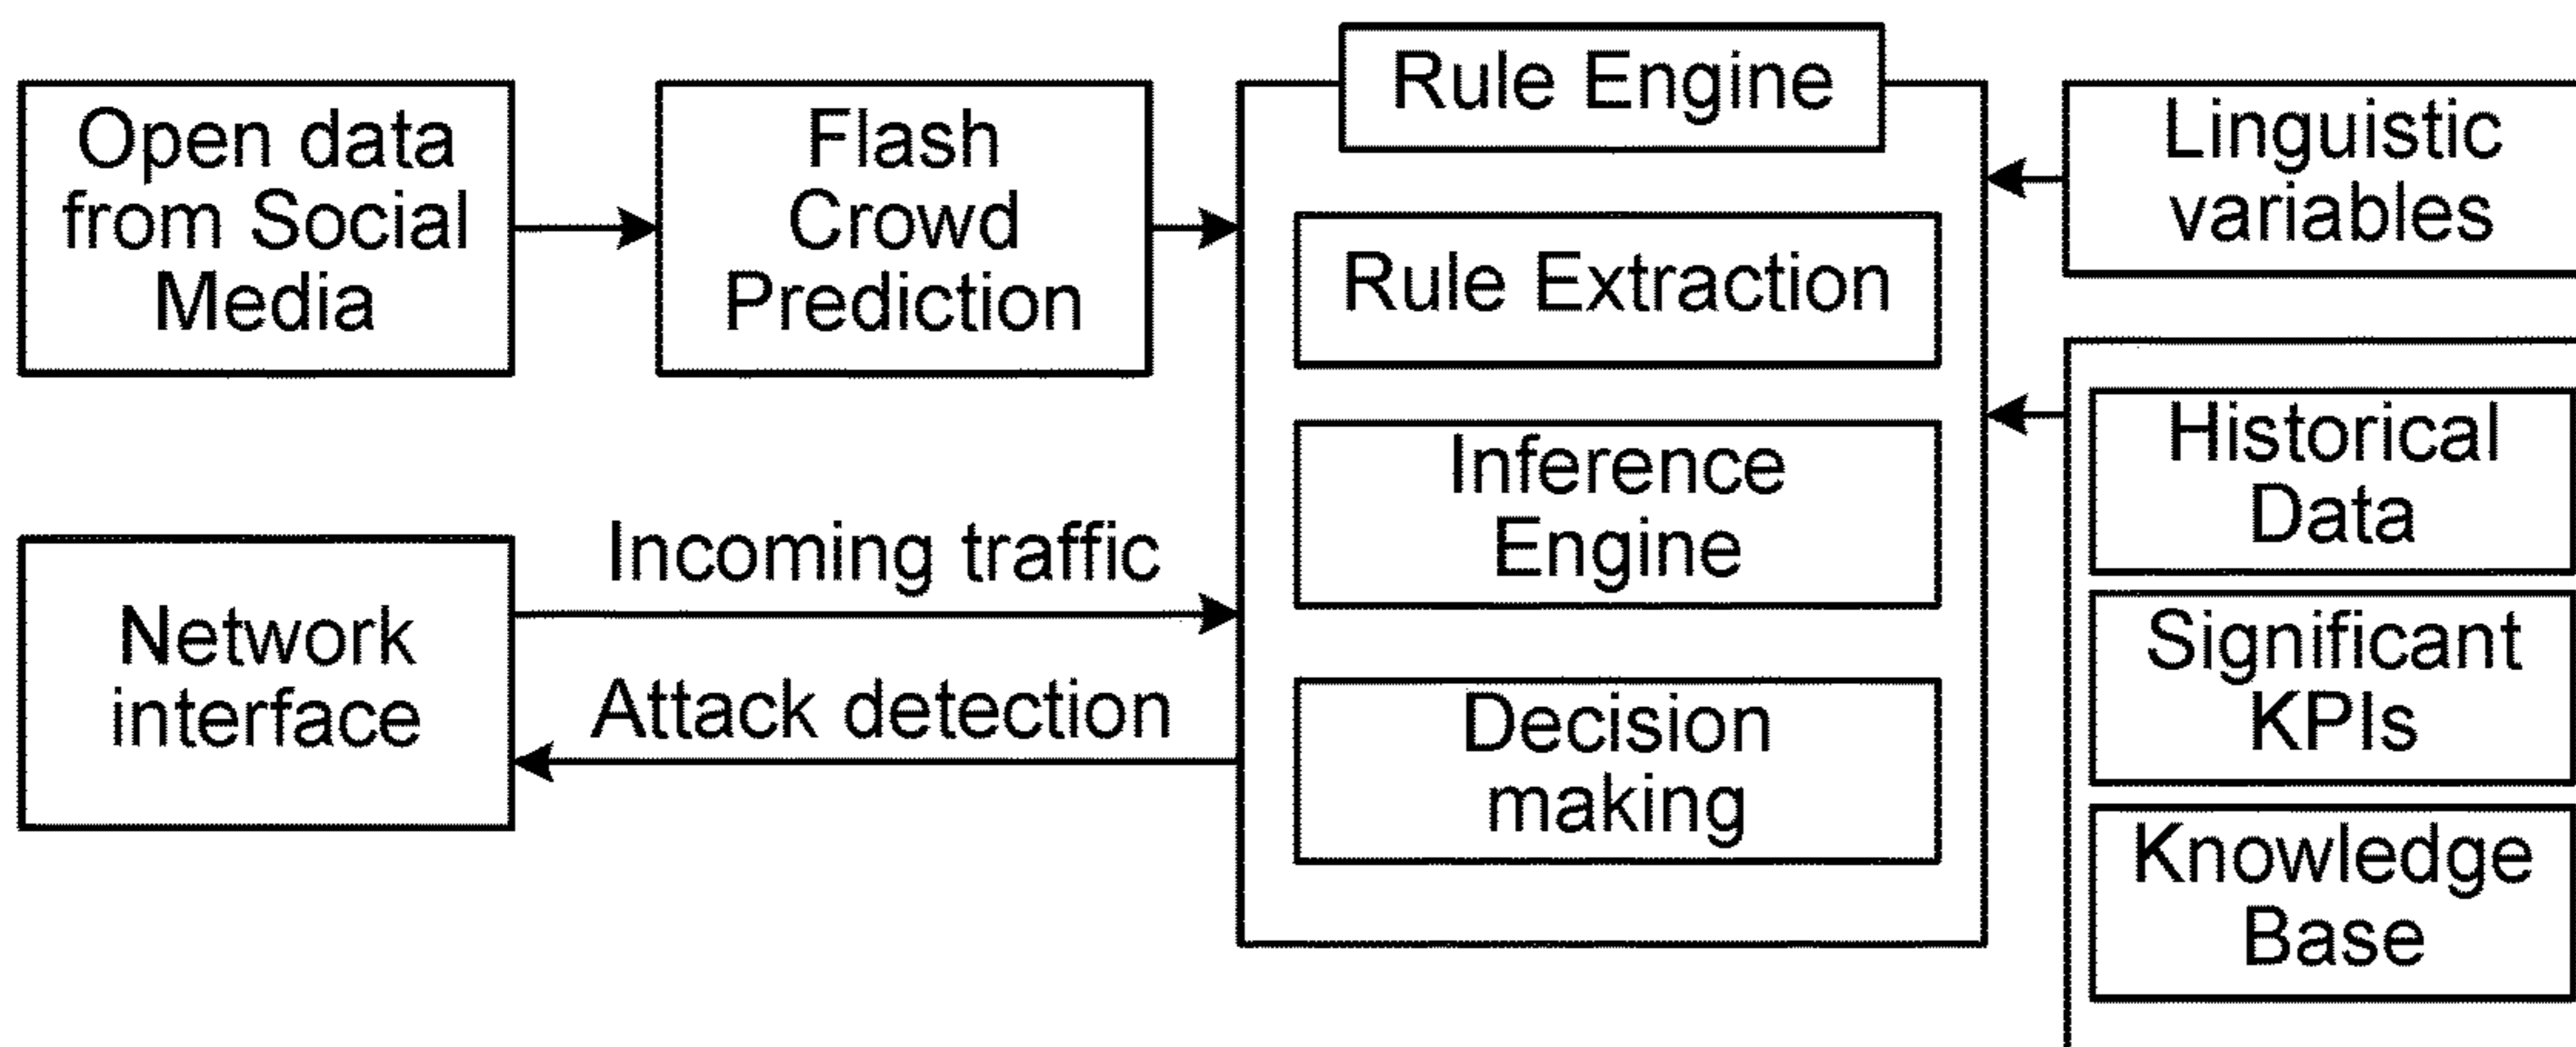 Open data
from Social
Media
Flash
Crowd
Prediction
Rule Engine
Rule Extraction
Inference
Engine
Decision
making
Linguistic
variables
Historical
Data
Significant
KPIs
Knowledge
Base
Network
interface
Incoming traffic
Attack detection